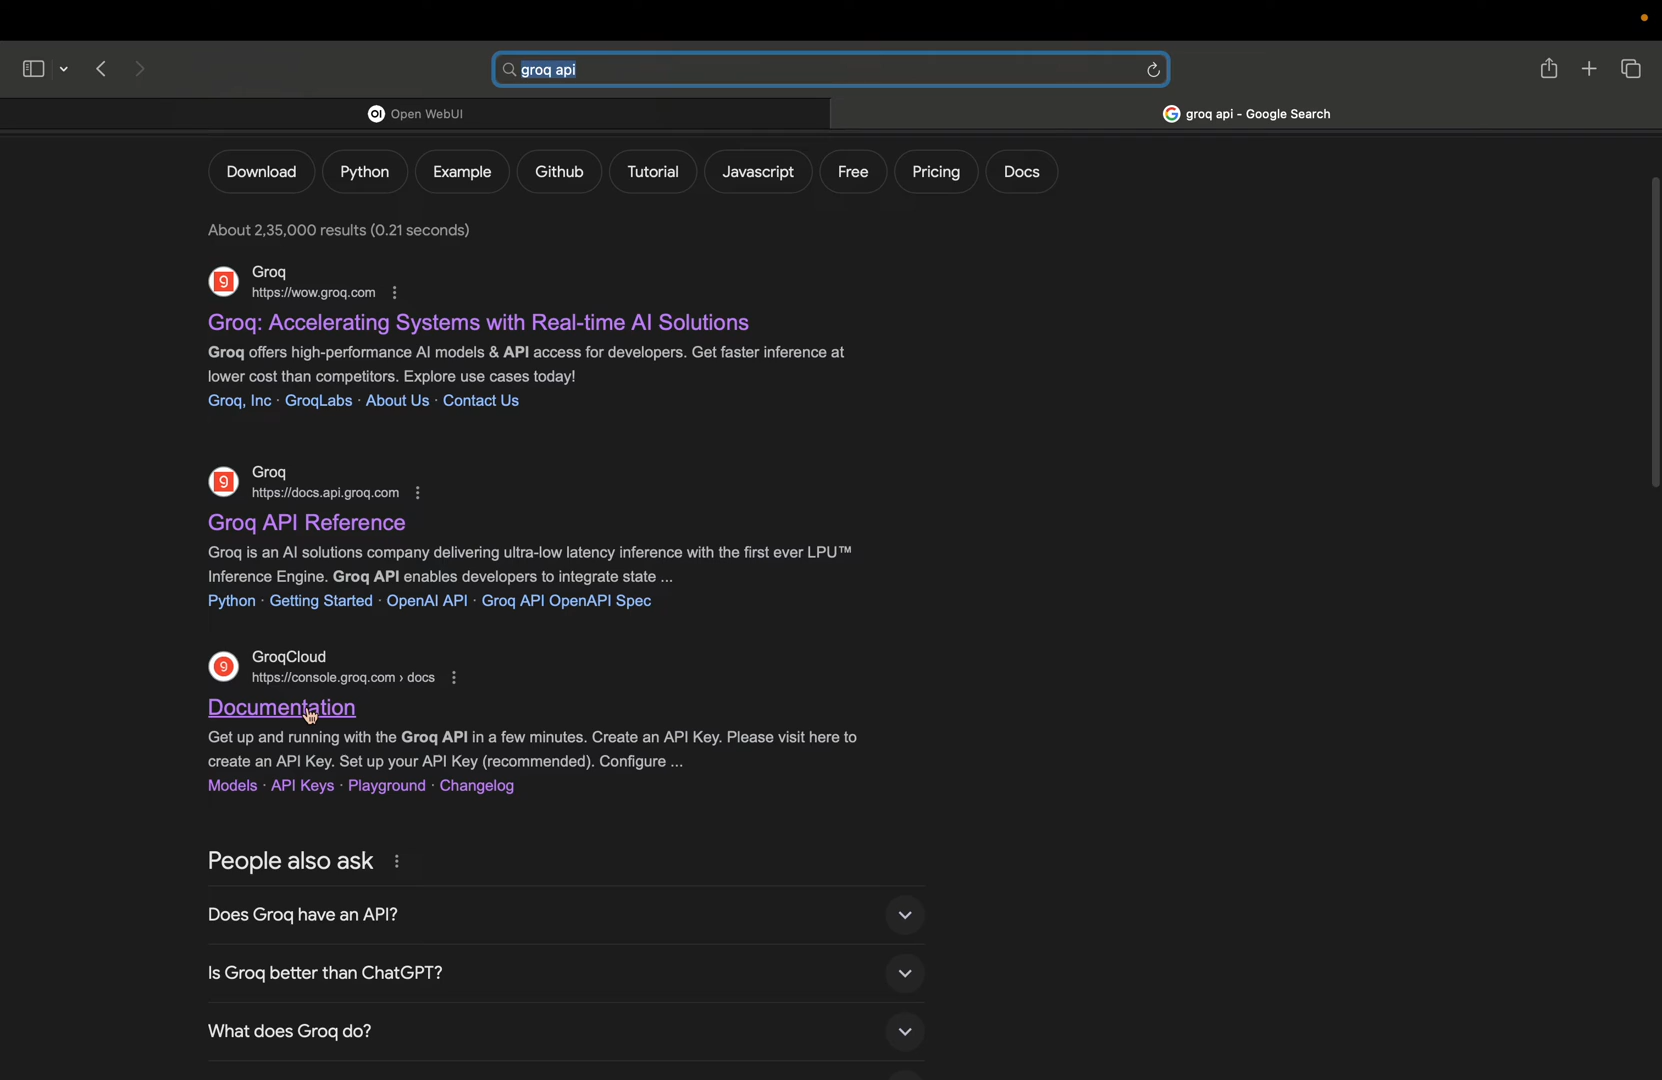 groq api
Open WebUI
groq api - Google Search
Download Python Example Github Tutorial Javascript Free Pricing Docs
About 2,35,000 results (0.21 seconds)
Groq
https://wow.groq.com
Groq: Accelerating Systems with Real-time AI Solutions
Groq offers high-performance AI models & API access for developers. Get faster inference at
lower cost than competitors. Explore use cases today!
Groq, Inc · GroqLabs · About Us · Contact Us
Groq
https://docs.api.groq.com
Groq API Reference
Groq is an AI solutions company delivering ultra-low latency inference with the first ever LPU™
Inference Engine. Groq API enables developers to integrate state ...
Python · Getting Started · OpenAI API · Groq API OpenAPI Spec
GroqCloud
https://console.groq.com › docs
Documentation
Get up and running with the Groq API in a few minutes. Create an API Key. Please visit here to
create an API Key. Set up your API Key (recommended). Configure ...
Models · API Keys · Playground · Changelog
People also ask
Does Groq have an API?
Is Groq better than ChatGPT?
What does Groq do?